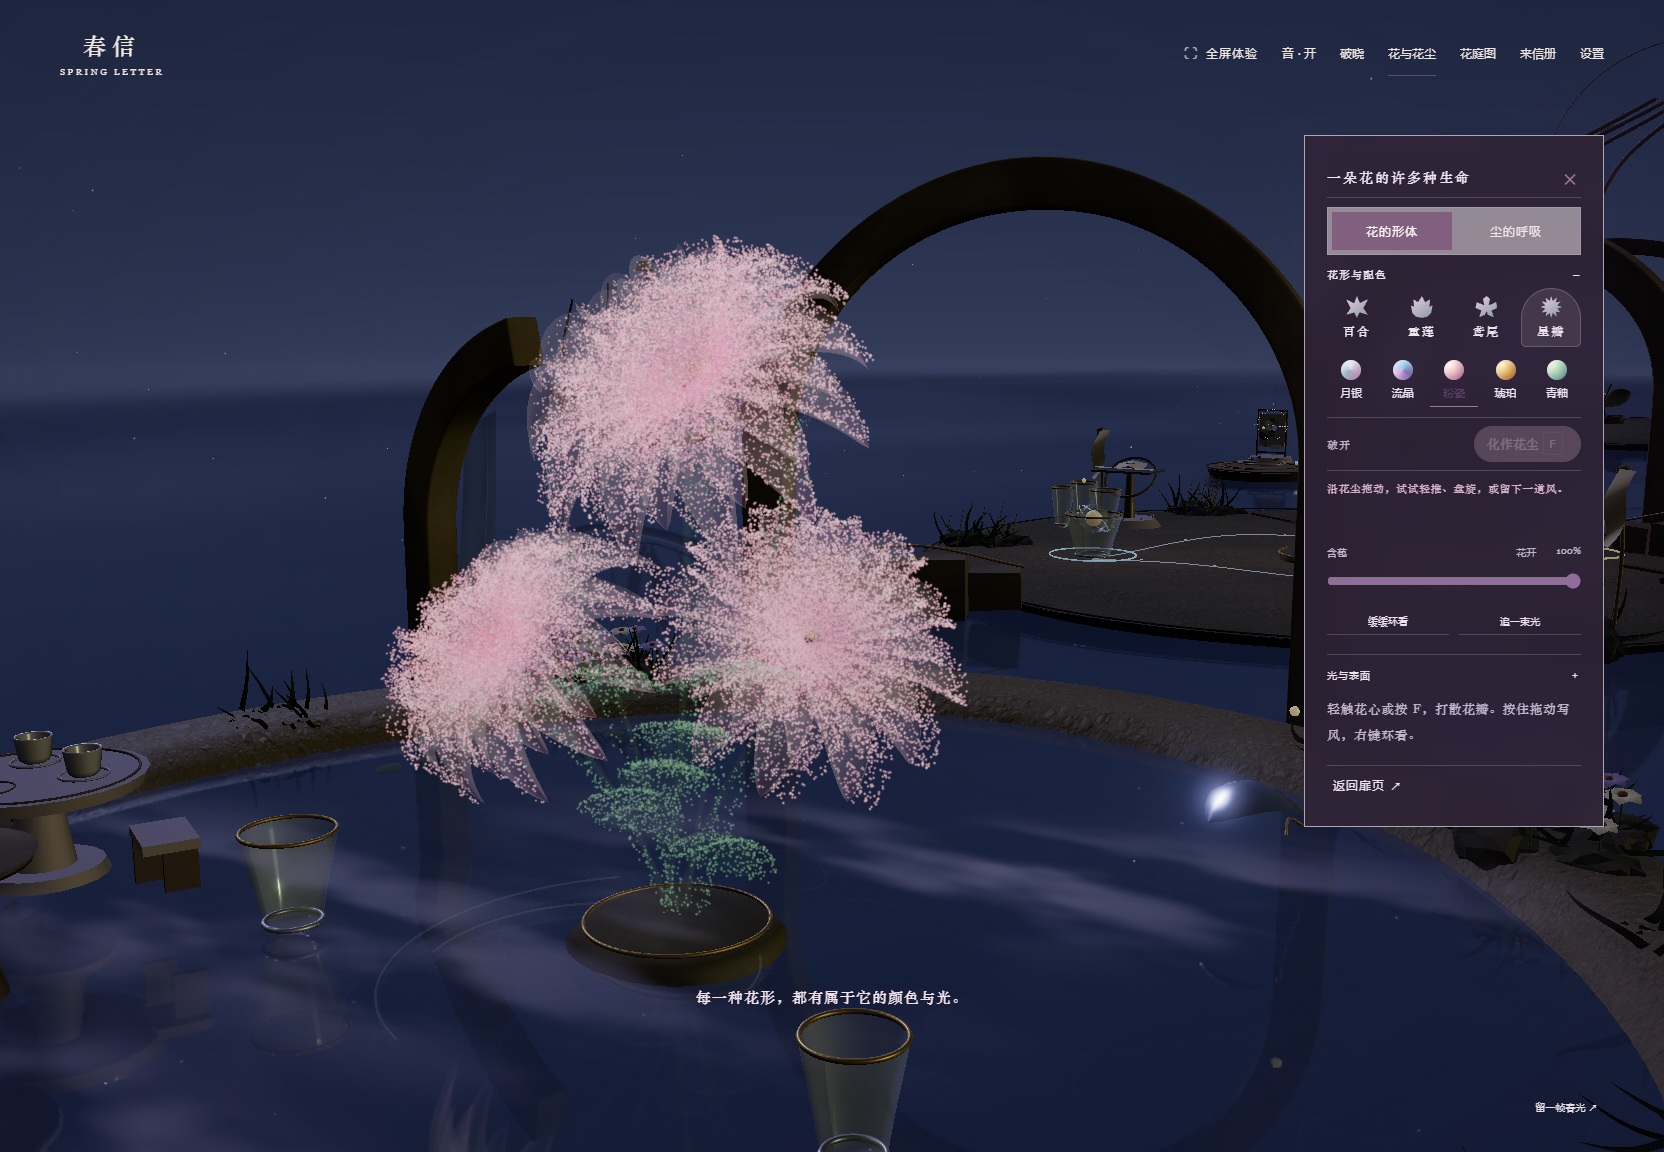 春信
SPRING LETTER
全屏体验 音·开 破晓 花与花尘 花庭图 来信册 设置
一朵花的许多种生命
花的形体 尘的呼吸
花形与配色
百合 重莲 鸢尾 星瓣
月银 流晶 粉瓷 琥珀 青釉
破开 化作花尘 F
沿花尘拖动，试试轻推、盘旋，或留下一道风。
含苞 花开 100%
缓缓环看 追一束光
光与表面
轻触花心或按 F，打散花瓣。按住拖动写
风，右键环看。
返回扉页
每一种花形，都有属于它的颜色与光。
留一帧春光